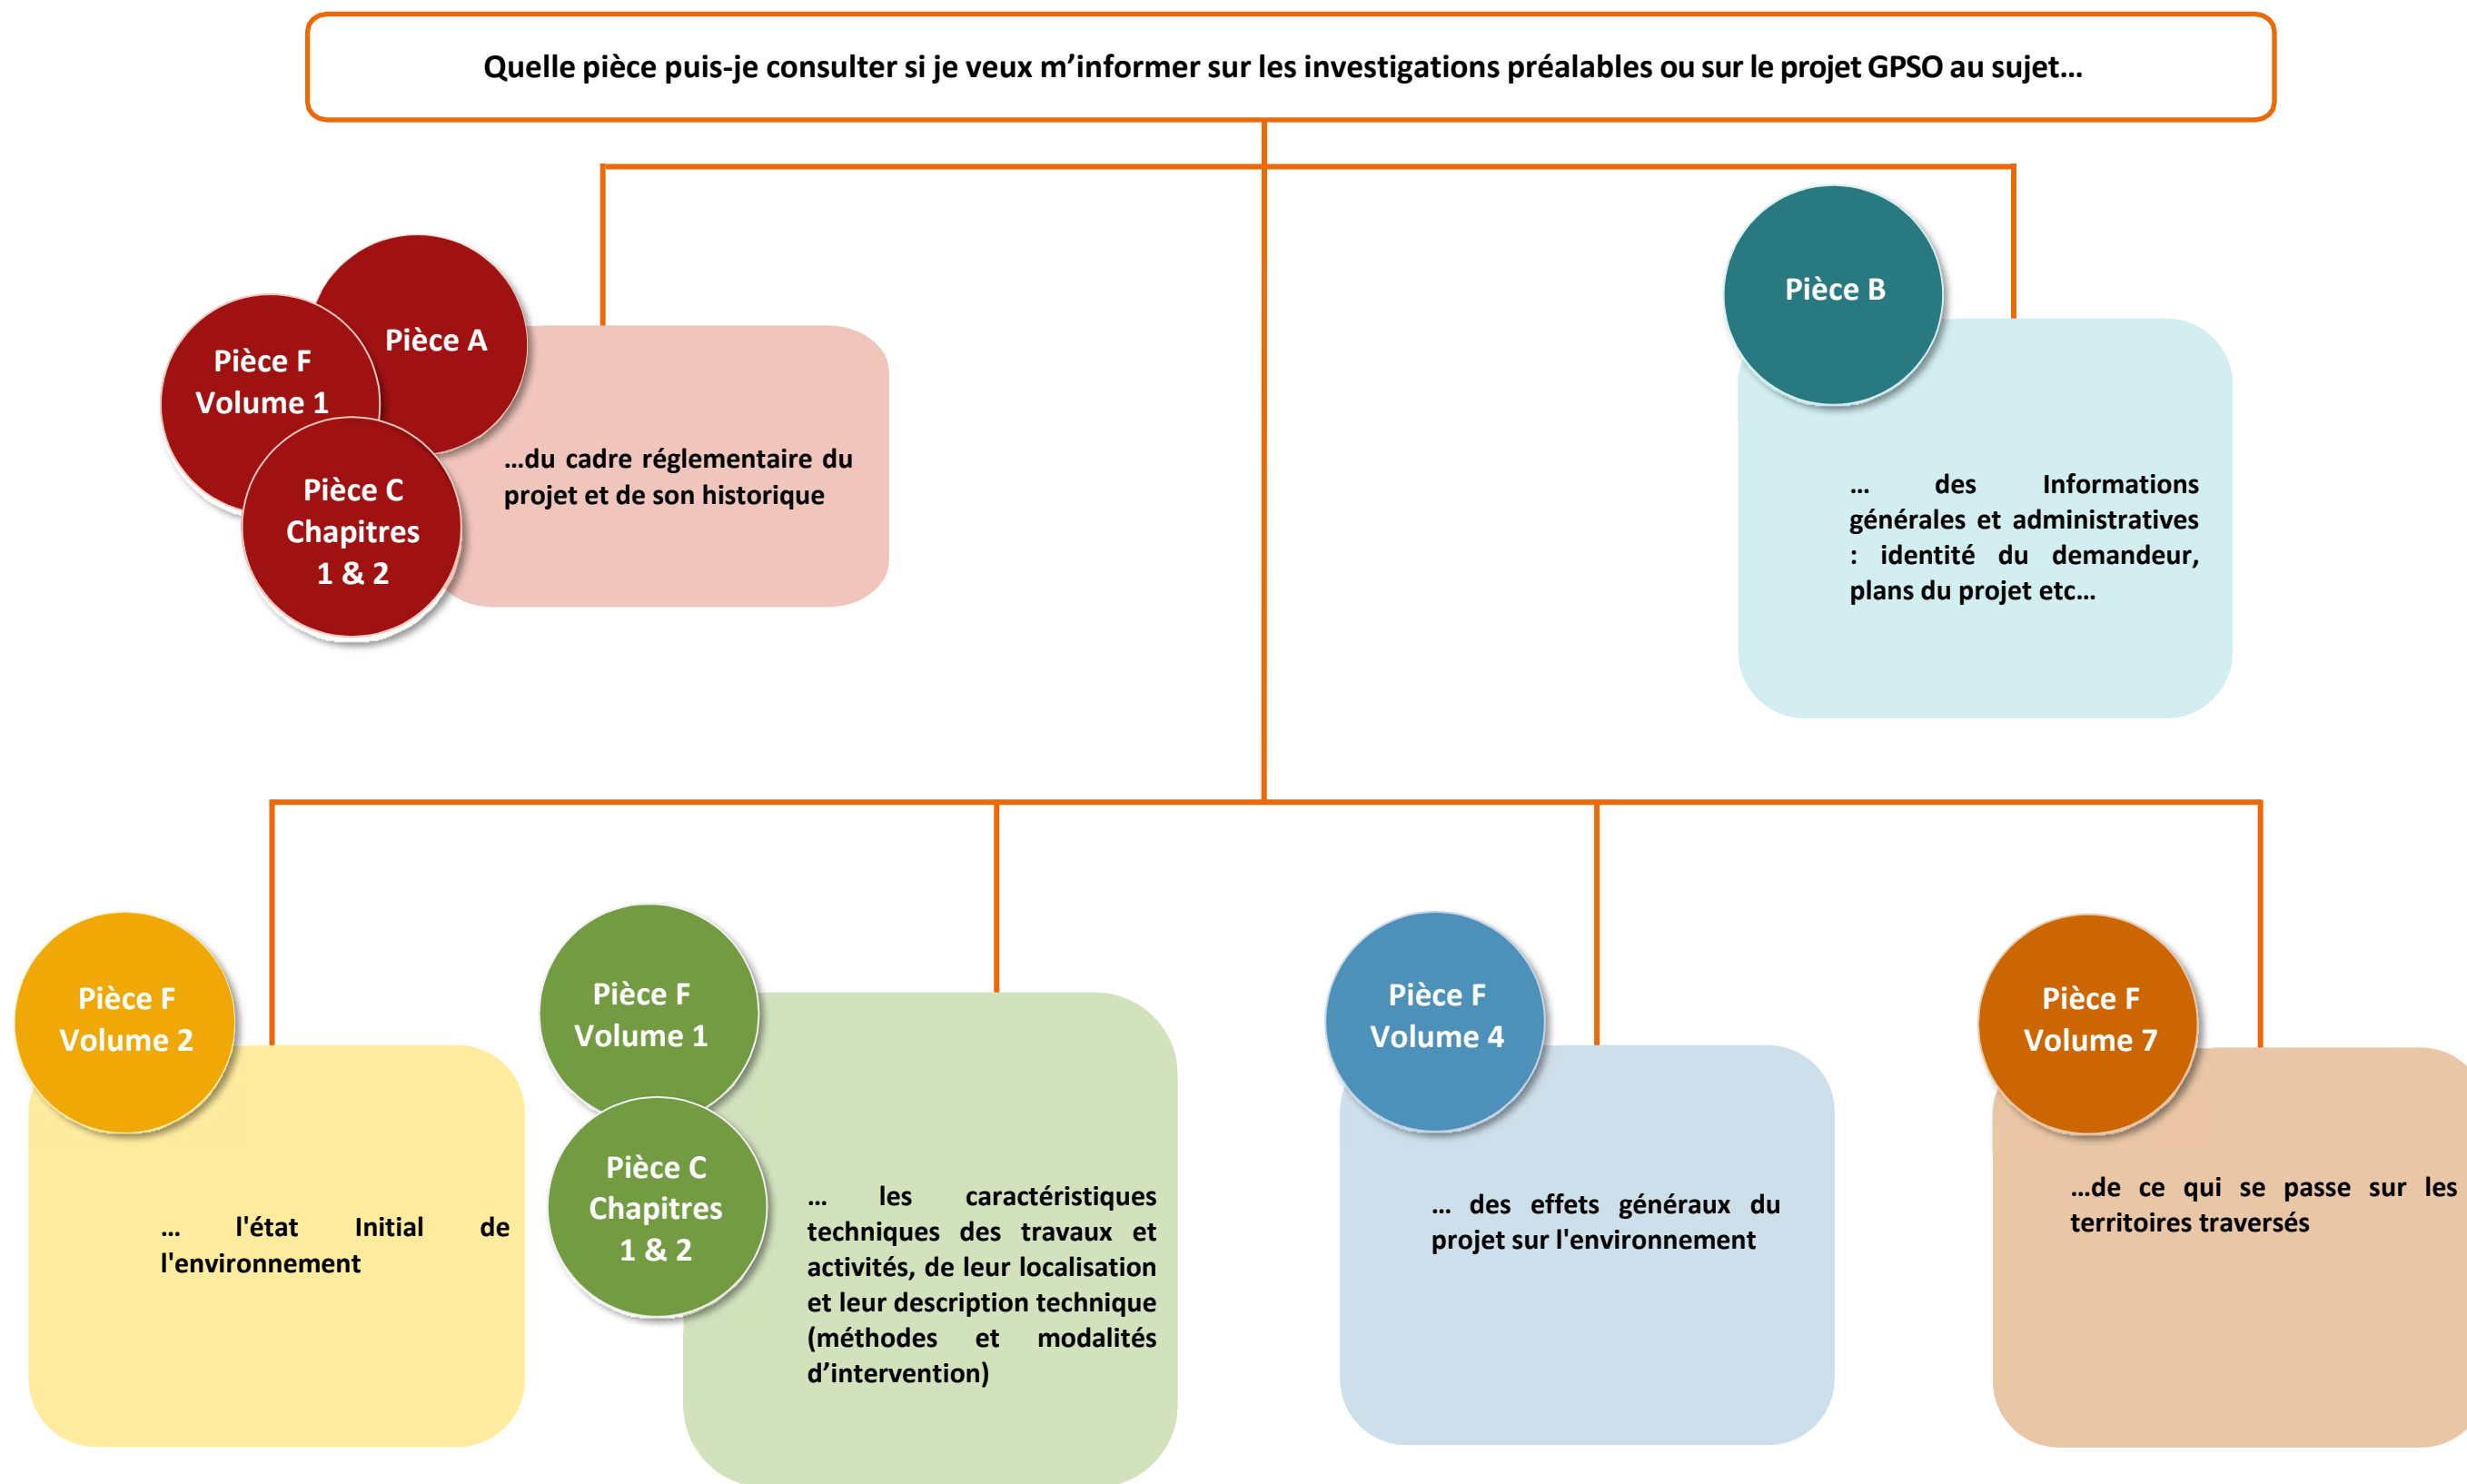 Quelle pièce puis-je consulter si je veux m’informer sur les investigations préalables ou sur le projet GPSO au sujet…
Pièce A
Pièce F
Volume 1
Pièce C
Chapitres
1 & 2
…du cadre réglementaire du
projet et de son historique
Pièce B
… des Informations
générales et administratives
: identité du demandeur,
plans du projet etc…
Pièce F
Volume 2
… l'état Initial de
l'environnement
Pièce F
Volume 1
Pièce C
Chapitres
1 & 2
… les caractéristiques
techniques des travaux et
activités, de leur localisation
et leur description technique
(méthodes et modalités
d’intervention)
Pièce F
Volume 4
… des effets généraux du
projet sur l'environnement
Pièce F
Volume 7
…de ce qui se passe sur les
territoires traversés